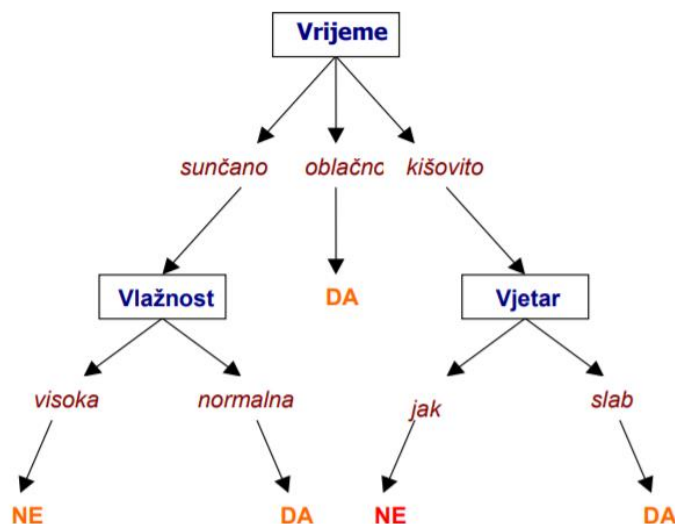 Vrijeme
sunčano oblačno kišovito
Vlažnost DA Vjetar
visoka normalna jak slab
NE DA NE DA